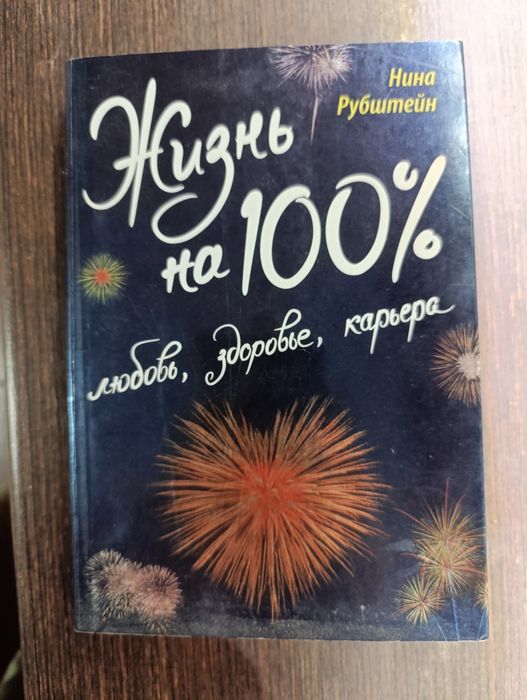 Нина
Рубштейн
Жизнь
на 100%
любовь, здоровье, карьера